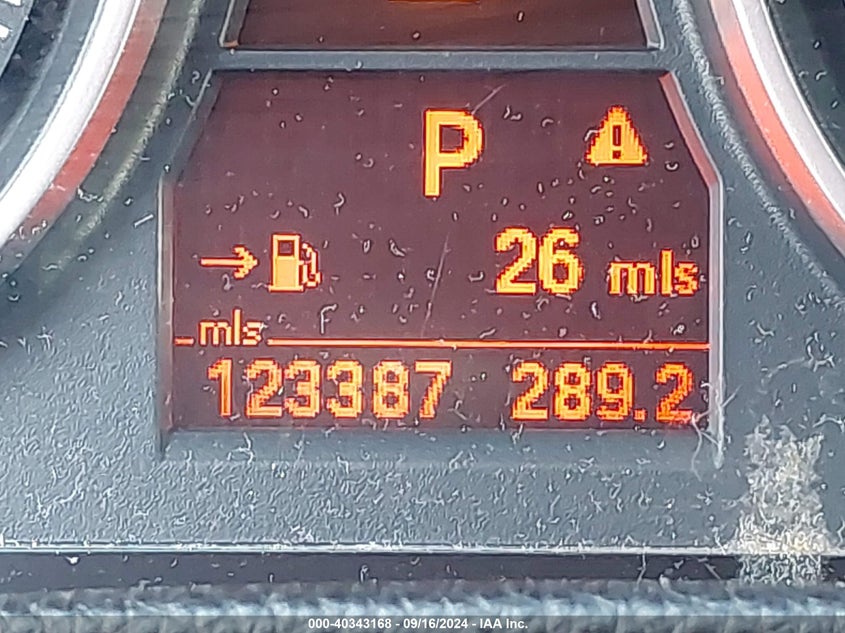 P
→ 26 mls
mls
123387 289.2
000-40343168 - 09/16/2024 - IAA Inc.